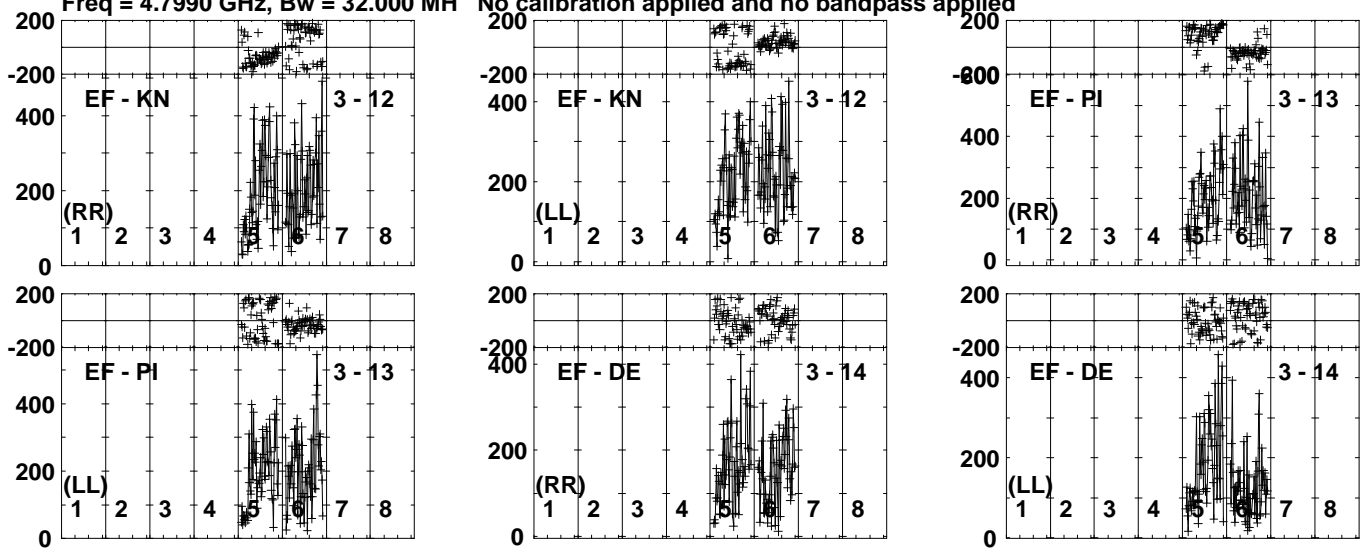 Freq = 4.7990 GHz, Bw = 32.000 MH No calibration applied and no bandpass applied
200
-200
EF - KN 3 - 12
400
200
(RR)
1 2 3 4 5 6 7 8
0
200
-200
EF - KN 3 - 12
400
200
(LL)
1 2 3 4 5 6 7 8
0
200
-200
600
EF - PI 3 - 13
400
200
(RR)
1 2 3 4 5 6 7 8
0
200
-200
EF - PI 3 - 13
400
200
(LL)
1 2 3 4 5 6 7 8
0
200
-200
400
EF - DE 3 - 14
200
(RR)
1 2 3 4 5 6 7 8
0
200
-200
EF - DE 3 - 14
400
200
(LL)
1 2 3 4 5 6 7 8
0